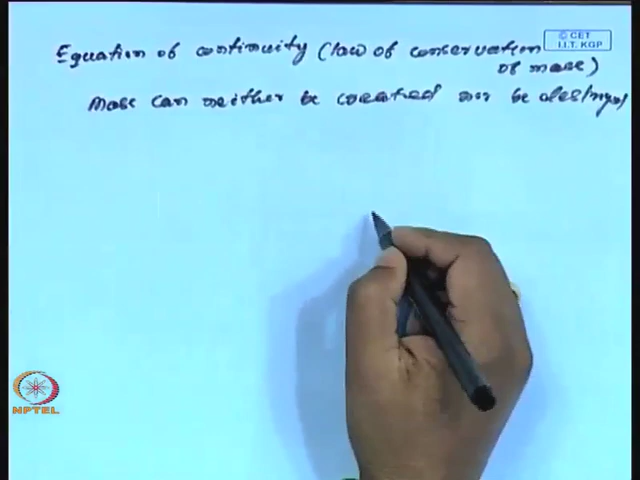 Equation of continuity (law of conservation
of mass)
Mass can neither be created nor be destroyed
© CET
I.I.T. KGP
NPTEL